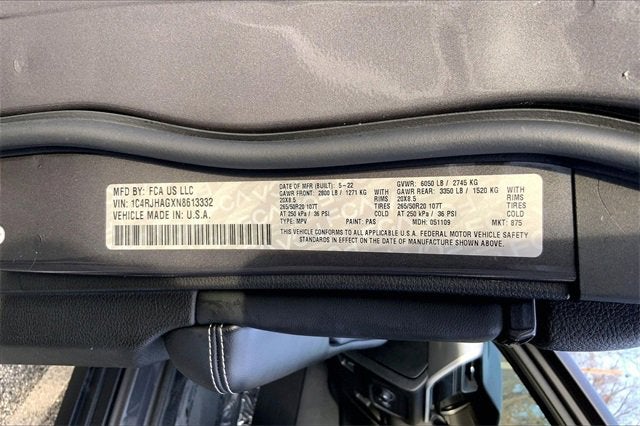 MFD BY: FCA US LLC
VIN: 1C4RJHAGXN8613332
VEHICLE MADE IN U.S.A.
DATE OF MFR (BUILT): 5-22 GVWR: 6050 LB / 2745 KG
GAWR FRONT: 2800 LB / 1271 KG WITH GAWR REAR: 3350 LB / 1520 KG WITH
20X8.5 RIMS 20X8.5 RIMS
265/50R20 107T TIRES 265/50R20 107T TIRES
AT 250 kPa / 36 PSI AT 250 kPa / 36 PSI
TYPE: MPV PAINT: PAS MDH: 051109 MKT: 875
THIS VEHICLE CONFORMS TO ALL APPLICABLE U.S.A. FEDERAL MOTOR VEHICLE SAFETY
STANDARDS IN EFFECT ON THE DATE OF MANUFACTURE SHOWN ABOVE.